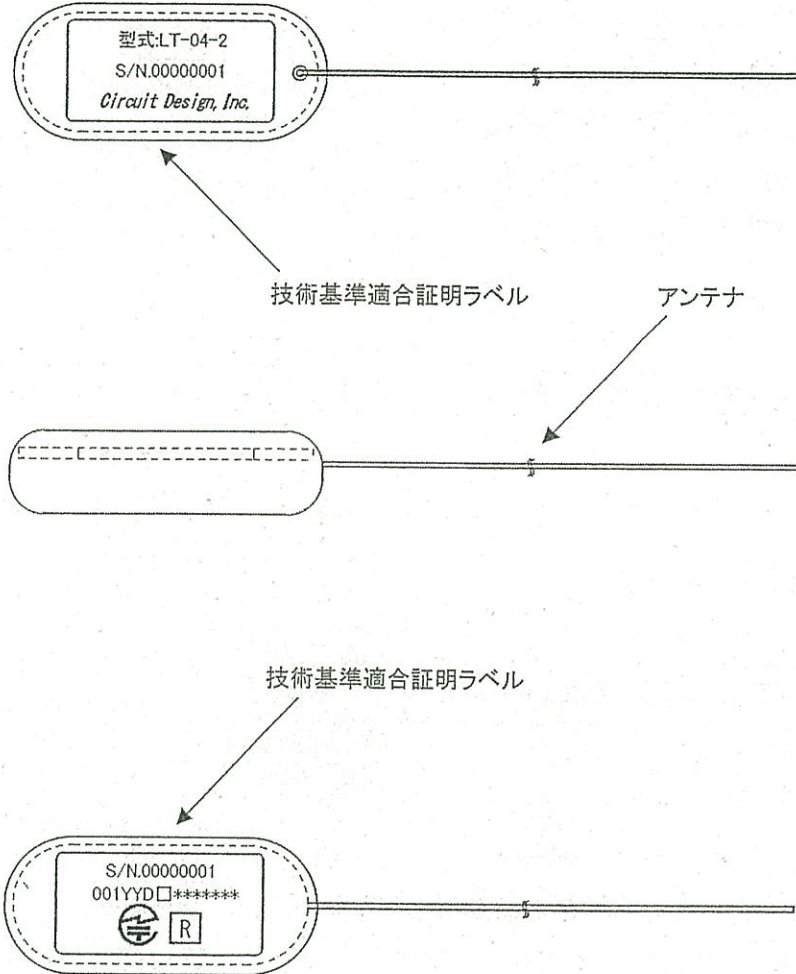 型式:LT-04-2
S/N.00000001
Circuit Design, Inc.
技術基準適合証明ラベル
アンテナ
技術基準適合証明ラベル
S/N.00000001
001YYD□*******
R